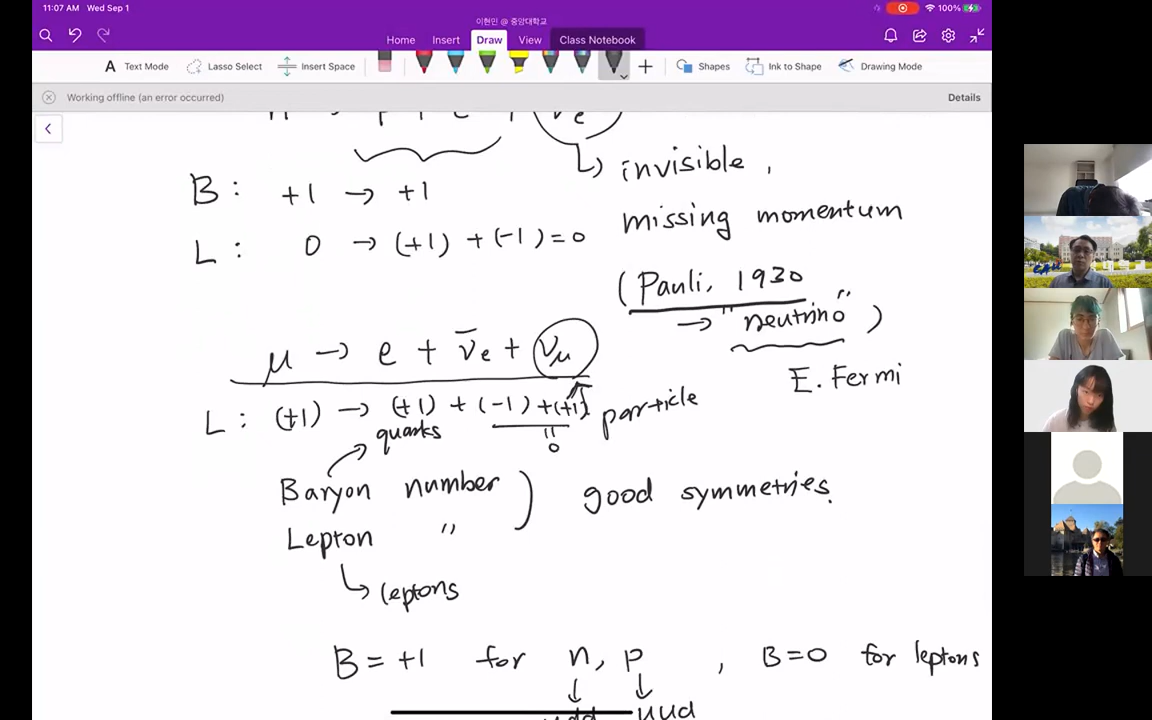 11:07 AM Wed Sep 1
100%
이현민 @ 중앙대학교
Home Insert Draw View Class Notebook
Text Mode Lasso Select Insert Space Shapes Ink to Shape Drawing Mode
Working offline (an error occurred) Details
invisible,
B: +1 → +1
missing momentum
L: 0 → (+1) + (-1) = 0
(Pauli, 1930
→ "neutrino")
μ → e + ν̄e + νμ
E. Fermi
L: (+1) → (+1) + (-1) + (+1) particle
quarks
0
Baryon number ) good symmetries.
Lepton "
↳ leptons
B = +1 for n, p , B=0 for leptons
↓ ↓
udd uud